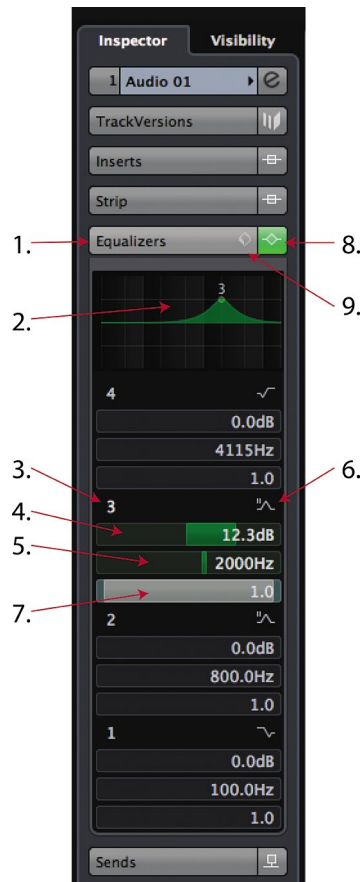 Inspector Visibility
1 Audio 01 e
TrackVersions
Inserts
Strip
1. Equalizers 8.
9.
2. 3
4
0.0dB
4115Hz
1.0
3. 3 6.
4. 12.3dB
5. 2000Hz
7. 1.0
2
0.0dB
800.0Hz
1.0
1
0.0dB
100.0Hz
1.0
Sends